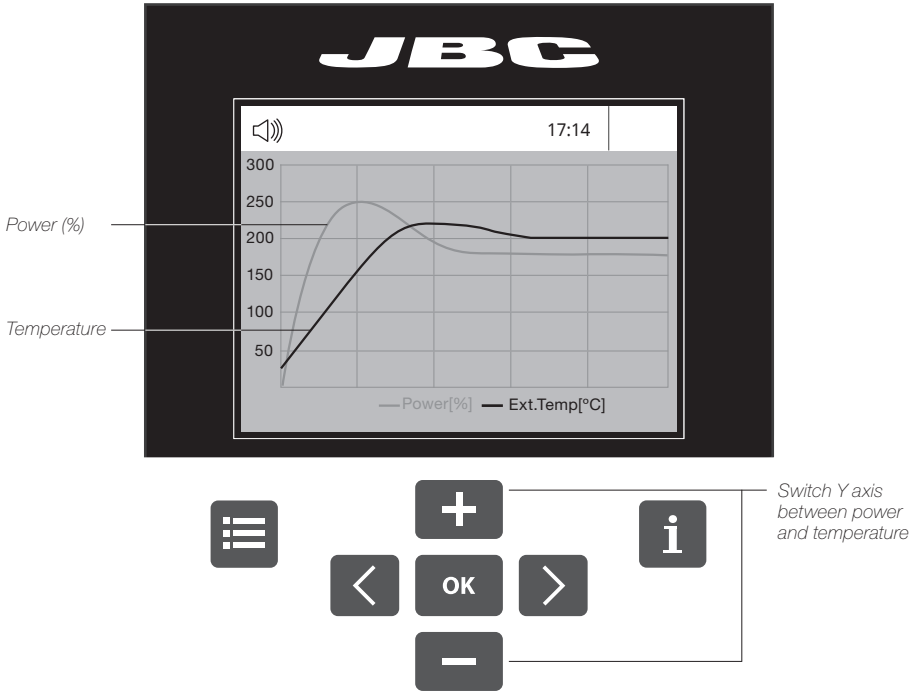 JBC
17:14
300
250
200
150
100
50
Power (%)
Temperature
Power[%] Ext.Temp[ºC]
Switch Y axis
between power
and temperature
i
OK